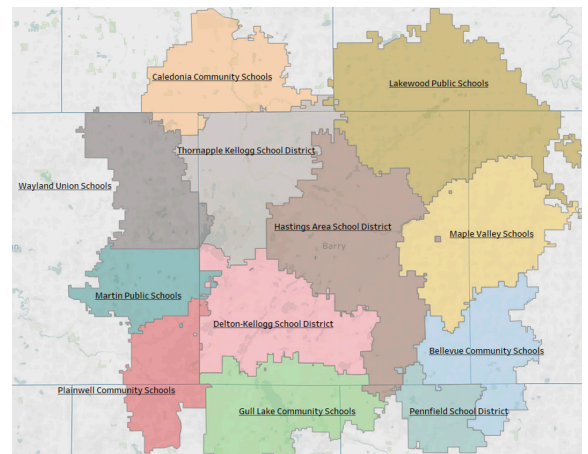 Caledonia Community Schools
Lakewood Public Schools
Thornapple Kellogg School District
Wayland Union Schools
Hastings Area School District
Maple Valley Schools
Barry
Martin Public Schools
Delton-Kellogg School District
Bellevue Community Schools
Plainwell Community Schools
Gull Lake Community Schools
Pennfield School District